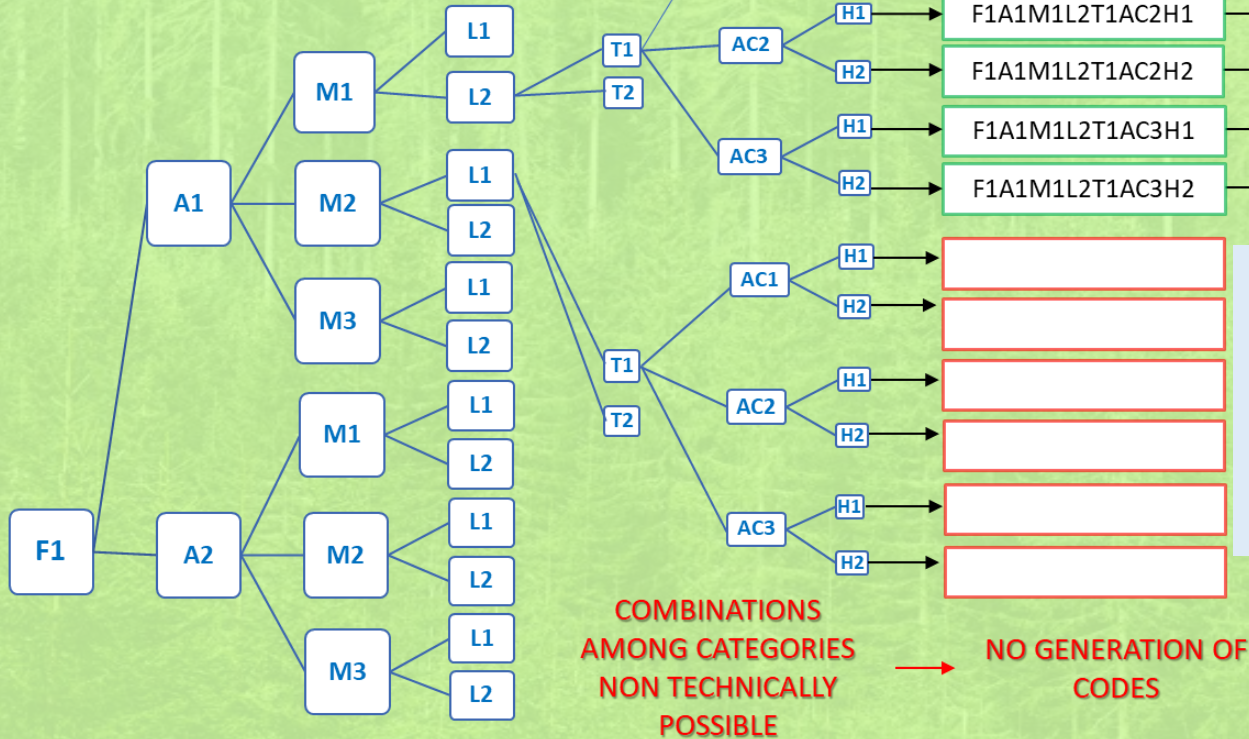 L1
T1
AC2
H1
F1A1M1L2T1AC2H1
M1
L2
T2
H2
F1A1M1L2T1AC2H2
AC3
H1
F1A1M1L2T1AC3H1
H2
F1A1M1L2T1AC3H2
A1
M2
L1
L2
M3
L1
L2
T1
T2
AC1
H1
H2
AC2
H1
H2
AC3
H1
H2
F1
A2
M1
L1
L2
M2
L1
L2
M3
L1
L2
COMBINATIONS
AMONG CATEGORIES
NON TECHNICALLY
POSSIBLE
NO GENERATION OF
CODES